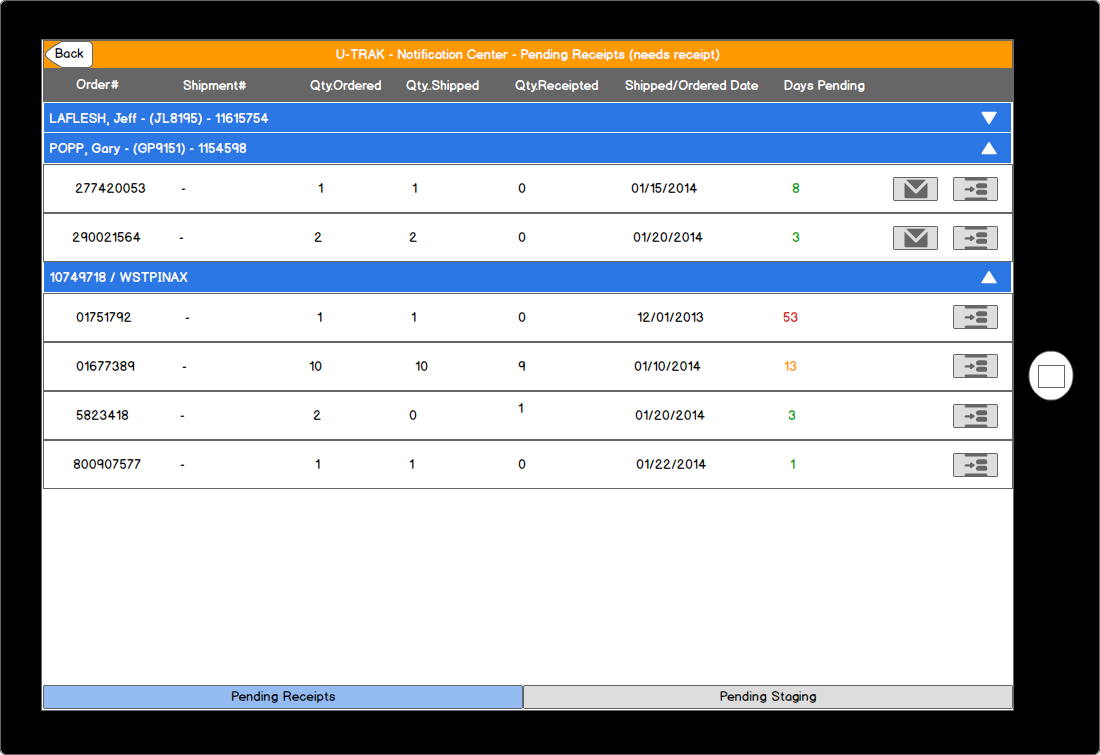 Back
U-TRAK - Notification Center - Pending Receipts (needs receipt)
Order# Shipment# Qty.Ordered Qty..Shipped Qty.Receipted Shipped/Ordered Date Days Pending
LAFLESH, Jeff - (JL8195) - 11615754
POPP, Gary - (GP9151) - 1154598
277420053 - 1 1 0 01/15/2014 8
290021564 - 2 2 0 01/20/2014 3
10749718 / WSTPINAX
01751792 - 1 1 0 12/01/2013 53
01677389 - 10 10 9 01/10/2014 13
5823418 - 2 0 1 01/20/2014 3
800907577 - 1 1 0 01/22/2014 1
Pending Receipts Pending Staging